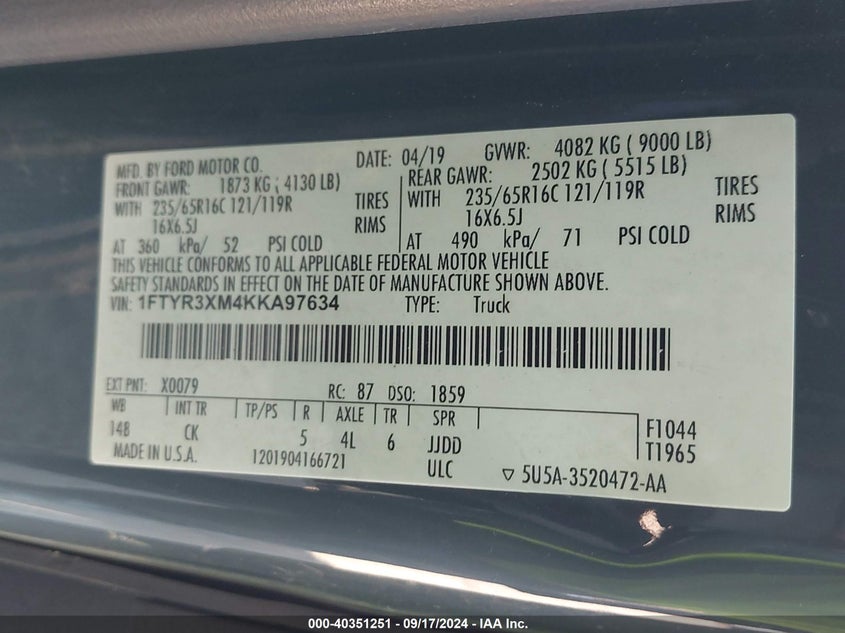 MFD. BY FORD MOTOR CO. DATE: 04/19 GVWR: 4082 KG ( 9000 LB)
FRONT GAWR: 1873 KG ( 4130 LB) REAR GAWR: 2502 KG ( 5515 LB)
WITH 235/65R16C 121/119R TIRES WITH 235/65R16C 121/119R TIRES
16X6.5J RIMS 16X6.5J RIMS
AT 360 kPa/ 52 PSI COLD AT 490 kPa/ 71 PSI COLD
THIS VEHICLE CONFORMS TO ALL APPLICABLE FEDERAL MOTOR VEHICLE
SAFETY STANDARDS IN EFFECT ON THE DATE OF MANUFACTURE SHOWN ABOVE.
VIN: 1FTYR3XM4KKA97634 TYPE: Truck
EXT PNT: X0079 RC: 87 DSO: 1859
WB INT TR TP/PS R AXLE TR SPR
148 CK 5 4L 6 JJDD F1044
MADE IN U.S.A. 1201904166721 ULC T1965
▽ 5U5A-3520472-AA
000-40351251 - 09/17/2024 - IAA Inc.